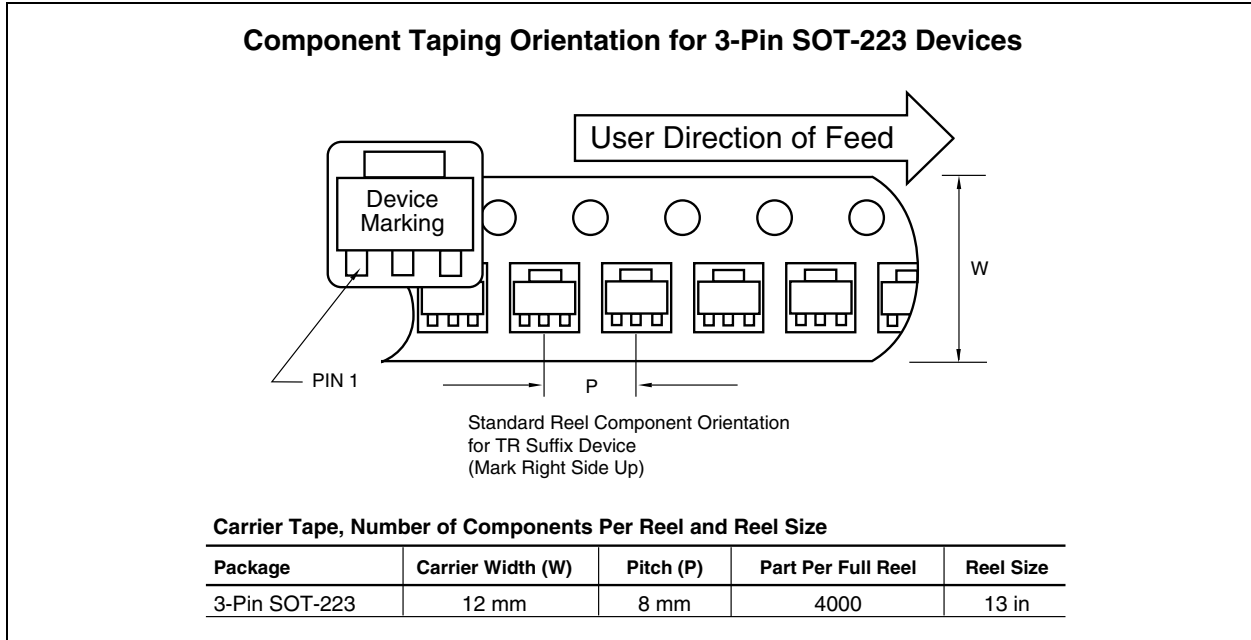 Component Taping Orientation for 3-Pin SOT-223 Devices
User Direction of Feed
Device
Marking
W
PIN 1
P
Standard Reel Component Orientation
for TR Suffix Device
(Mark Right Side Up)
Carrier Tape, Number of Components Per Reel and Reel Size
Package Carrier Width (W) Pitch (P) Part Per Full Reel Reel Size
3-Pin SOT-223 12 mm 8 mm 4000 13 in